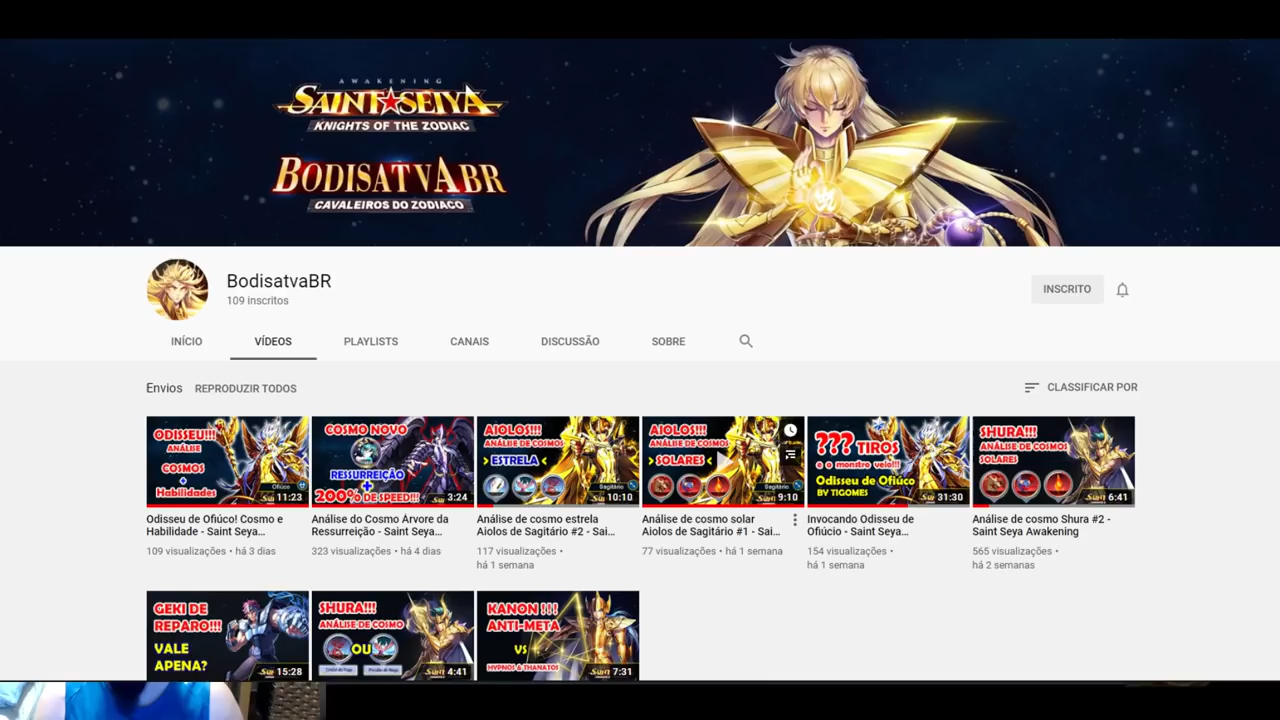 AWAKENING
SAINT SEIYA
KNIGHTS OF THE ZODIAC
BODISATVABR
CAVALEIROS DO ZODIACO
BodisatvaBR
109 inscritos
INSCRITO
INÍCIO VÍDEOS PLAYLISTS CANAIS DISCUSSÃO SOBRE
Envios REPRODUZIR TODOS
CLASSIFICAR POR
ODISEU!!!
ANÁLISE
COSMOS
+
Habilidades
Ofiúco
11:23
Odisseu de Ofiúco! Cosmo e
Habilidade - Saint Seya...
109 visualizações • há 3 dias
COSMO NOVO
RESSURREIÇÃO
+
200% DE SPEED!!!
3:24
Análise do Cosmo Arvore da
Ressurreição - Saint Seya...
323 visualizações • há 4 dias
AIOLOS!!!
ANÁLISE DE COSMOS
> ESTRELA <
Sagitário
10:10
Análise de cosmo estrela
Aiolos de Sagitário #2 - Sai...
117 visualizações •
há 1 semana
AIOLOS!!!
ANÁLISE DE COSMOS
> SOLARES <
Sagitário
9:10
Análise de cosmo solar
Aiolos de Sagitário #1 - Sai...
77 visualizações • há 1 semana
??? TIROS
e o monstro veio!!!
Odisseu de Ofiúco
BY TIGOMES
31:30
Invocando Odisseu de
Ofiúcio - Saint Seya...
154 visualizações •
há 1 semana
SHURA!!!
ANÁLISE DE COSMOS
SOLARES
6:41
Análise de cosmo Shura #2 -
Saint Seya Awakening
565 visualizações •
há 2 semanas
GEKI DE
REPARO!!!
VALE
APENA?
15:28
SHURA!!!
ANÁLISE DE COSMO
OU
4:41
KANON !!!
ANTI-META
VS
HYPNOS & THANATOS
7:31